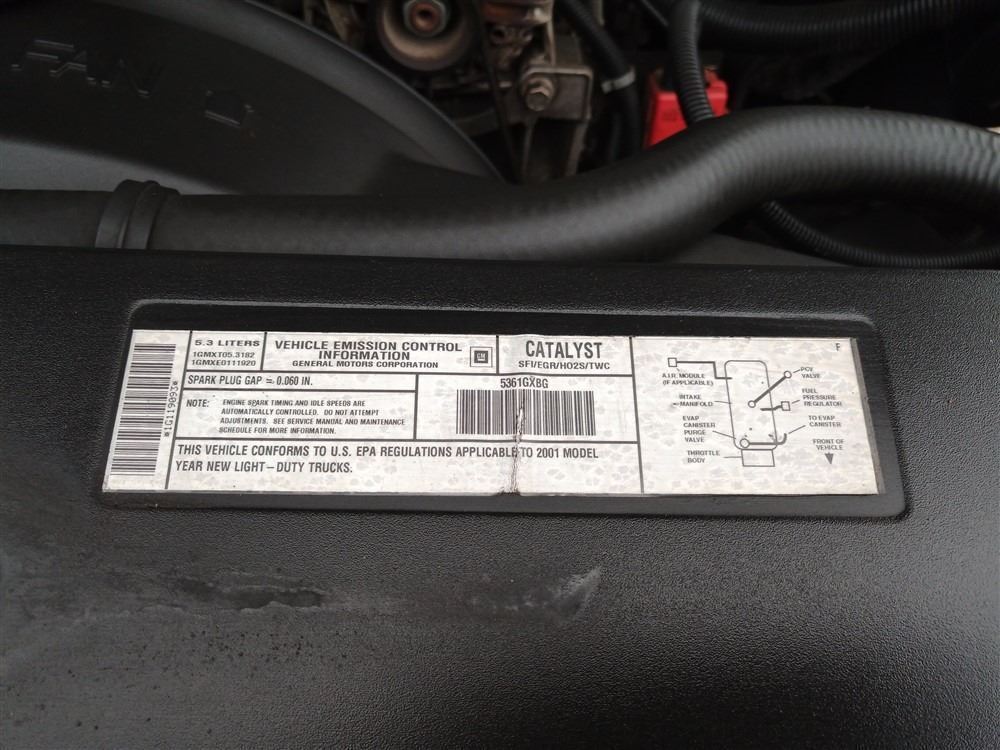 FAN
5.3 LITERS
1GMXT05.3182
1GMXE0111920
VEHICLE EMISSION CONTROL
INFORMATION
GENERAL MOTORS CORPORATION
GM
CATALYST
SFI/EGR/HO2S/TWC
SPARK PLUG GAP = 0.060 IN.
NOTE: ENGINE SPARK TIMING AND IDLE SPEEDS ARE
AUTOMATICALLY CONTROLLED. DO NOT ATTEMPT
ADJUSTMENTS. SEE SERVICE MANUAL AND MAINTENANCE
SCHEDULE FOR MORE INFORMATION.
5361GXBG
THIS VEHICLE CONFORMS TO U.S. EPA REGULATIONS APPLICABLE TO 2001 MODEL
YEAR NEW LIGHT-DUTY TRUCKS.
*1G119093*
F
A.I.R. MODULE
(IF APPLICABLE)
INTAKE
MANIFOLD
EVAP
CANISTER
PURGE
VALVE
THROTTLE
BODY
PCV
VALVE
FUEL
PRESSURE
REGULATOR
TO EVAP
CANISTER
FRONT OF
VEHICLE